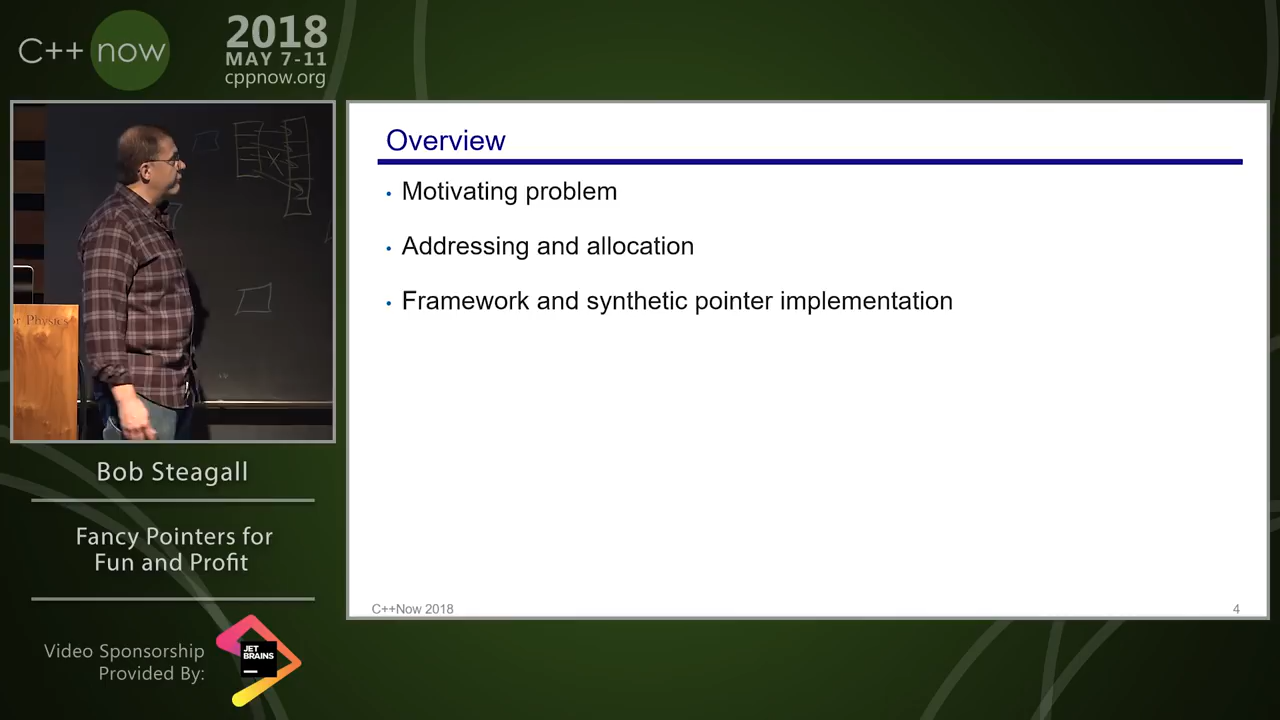 C++ now
2018
MAY 7-11
cppnow.org
or Physics
Bob Steagall
Fancy Pointers for
Fun and Profit
Video Sponsorship
Provided By:
JET
BRAINS
Overview
• Motivating problem
• Addressing and allocation
• Framework and synthetic pointer implementation
C++Now 2018
4